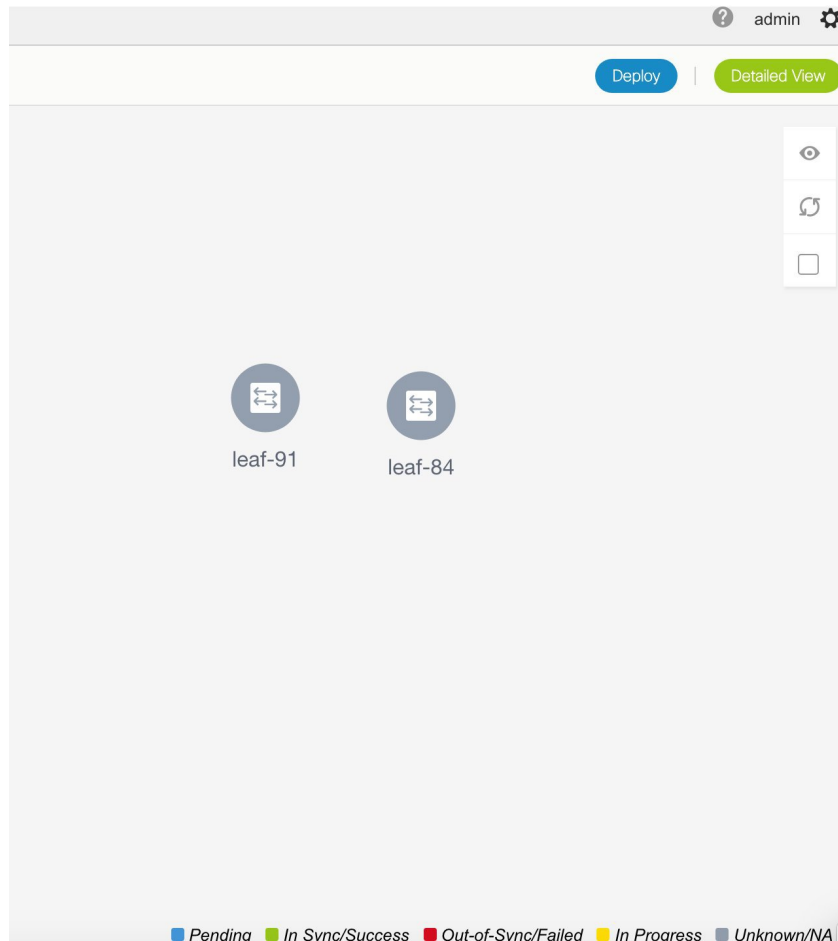 admin
Deploy | Detailed View
leaf-91
leaf-84
Pending In Sync/Success Out-of-Sync/Failed In Progress Unknown/NA